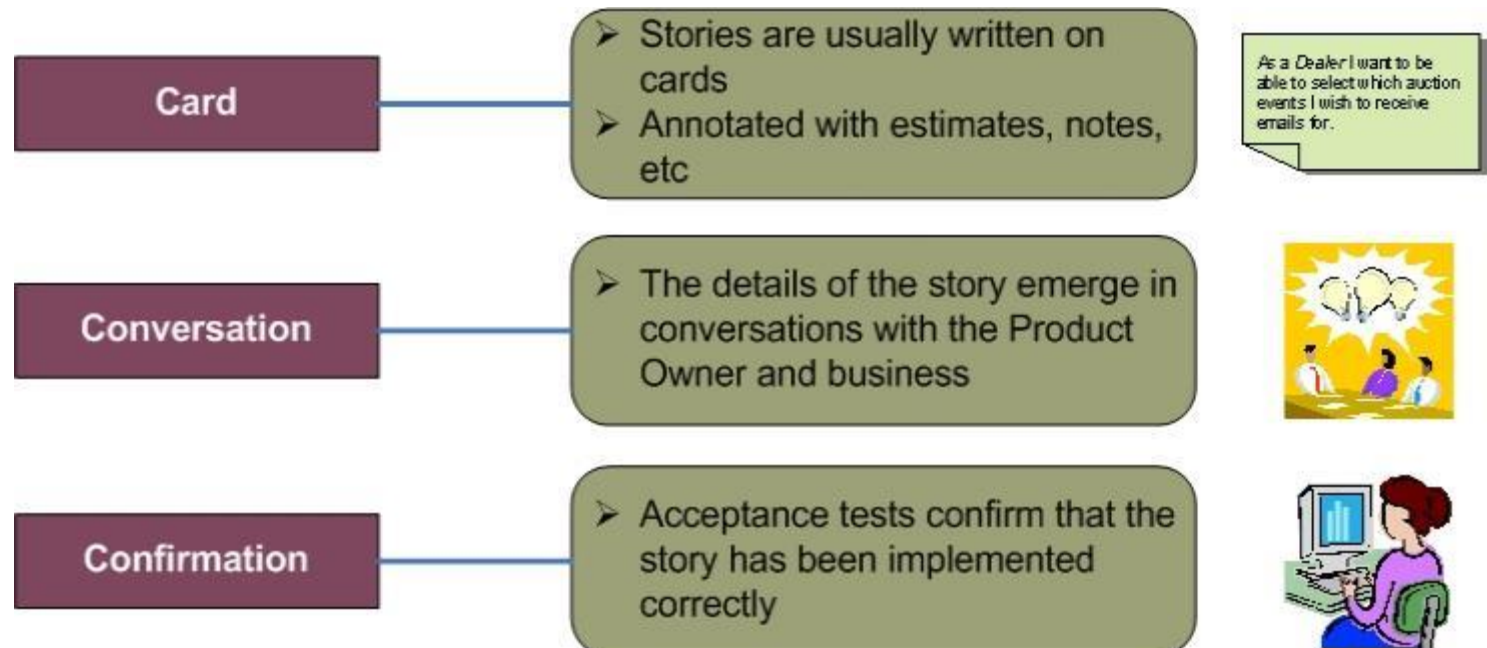 Card
➢ Stories are usually written on
cards
➢ Annotated with estimates, notes,
etc
As a Dealer I want to be
able to select which auction
events I wish to receive
emails for.
Conversation
➢ The details of the story emerge in
conversations with the Product
Owner and business
Confirmation
➢ Acceptance tests confirm that the
story has been implemented
correctly